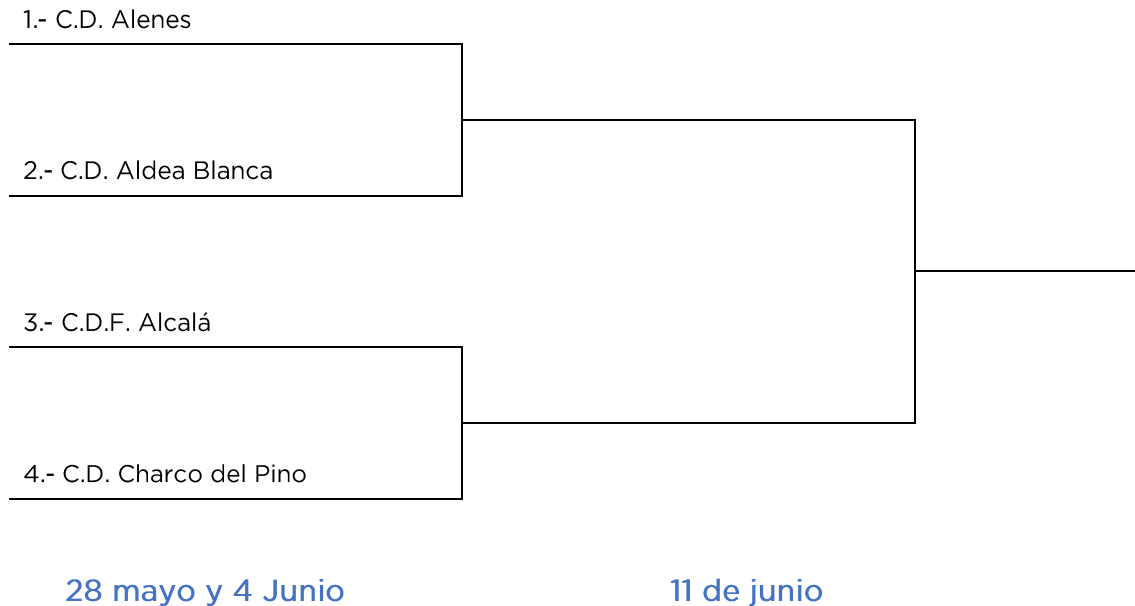 1.- C.D. Alenes
2.- C.D. Aldea Blanca
3.- C.D.F. Alcalá
4.- C.D. Charco del Pino
28 mayo y 4 Junio
11 de junio